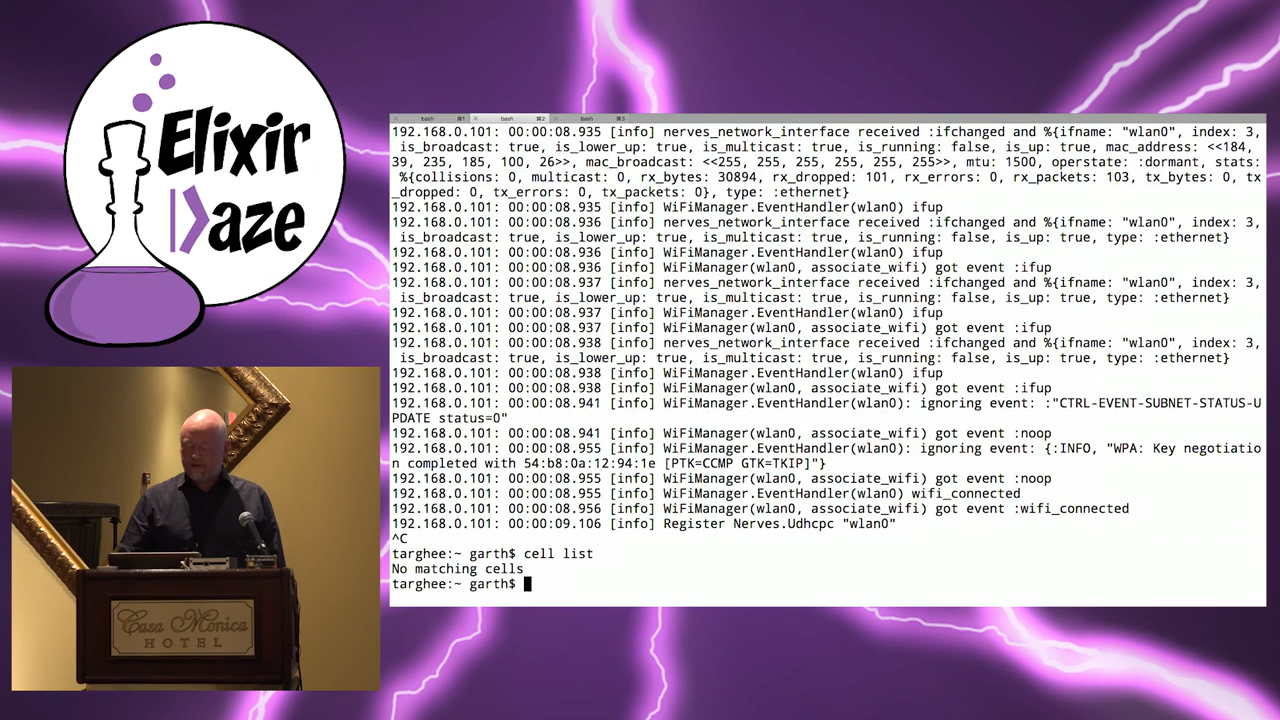 Elixir
Daze
bash ⌘1 bash ⌘2 bash ⌘3
192.168.0.101: 00:00:08.935 [info] nerves_network_interface received :ifchanged and %{ifname: "wlan0", index: 3,
is_broadcast: true, is_lower_up: true, is_multicast: true, is_running: false, is_up: true, mac_address: <<184,
39, 235, 185, 100, 26>>, mac_broadcast: <<255, 255, 255, 255, 255, 255>>, mtu: 1500, operstate: :dormant, stats:
%{collisions: 0, multicast: 0, rx_bytes: 30894, rx_dropped: 101, rx_errors: 0, rx_packets: 103, tx_bytes: 0, tx
_dropped: 0, tx_errors: 0, tx_packets: 0}, type: :ethernet}
192.168.0.101: 00:00:08.935 [info] WiFiManager.EventHandler(wlan0) ifup
192.168.0.101: 00:00:08.936 [info] nerves_network_interface received :ifchanged and %{ifname: "wlan0", index: 3,
is_broadcast: true, is_lower_up: true, is_multicast: true, is_running: false, is_up: true, type: :ethernet}
192.168.0.101: 00:00:08.936 [info] WiFiManager.EventHandler(wlan0) ifup
192.168.0.101: 00:00:08.936 [info] WiFiManager(wlan0, associate_wifi) got event :ifup
192.168.0.101: 00:00:08.937 [info] nerves_network_interface received :ifchanged and %{ifname: "wlan0", index: 3,
is_broadcast: true, is_lower_up: true, is_multicast: true, is_running: false, is_up: true, type: :ethernet}
192.168.0.101: 00:00:08.937 [info] WiFiManager.EventHandler(wlan0) ifup
192.168.0.101: 00:00:08.937 [info] WiFiManager(wlan0, associate_wifi) got event :ifup
192.168.0.101: 00:00:08.938 [info] nerves_network_interface received :ifchanged and %{ifname: "wlan0", index: 3,
is_broadcast: true, is_lower_up: true, is_multicast: true, is_running: false, is_up: true, type: :ethernet}
192.168.0.101: 00:00:08.938 [info] WiFiManager.EventHandler(wlan0) ifup
192.168.0.101: 00:00:08.938 [info] WiFiManager(wlan0, associate_wifi) got event :ifup
192.168.0.101: 00:00:08.941 [info] WiFiManager.EventHandler(wlan0): ignoring event: :"CTRL-EVENT-SUBNET-STATUS-U
PDATE status=0"
192.168.0.101: 00:00:08.941 [info] WiFiManager(wlan0, associate_wifi) got event :noop
192.168.0.101: 00:00:08.955 [info] WiFiManager.EventHandler(wlan0): ignoring event: {:INFO, "WPA: Key negotiatio
n completed with 54:b8:0a:12:94:1e [PTK=CCMP GTK=TKIP]"}
192.168.0.101: 00:00:08.955 [info] WiFiManager(wlan0, associate_wifi) got event :noop
192.168.0.101: 00:00:08.955 [info] WiFiManager.EventHandler(wlan0) wifi_connected
192.168.0.101: 00:00:08.956 [info] WiFiManager(wlan0, associate_wifi) got event :wifi_connected
192.168.0.101: 00:00:09.106 [info] Register Nerves.Udhcpc "wlan0"
^C
targhee:~ garth$ cell list
No matching cells
targhee:~ garth$
Casa Monica
HOTEL